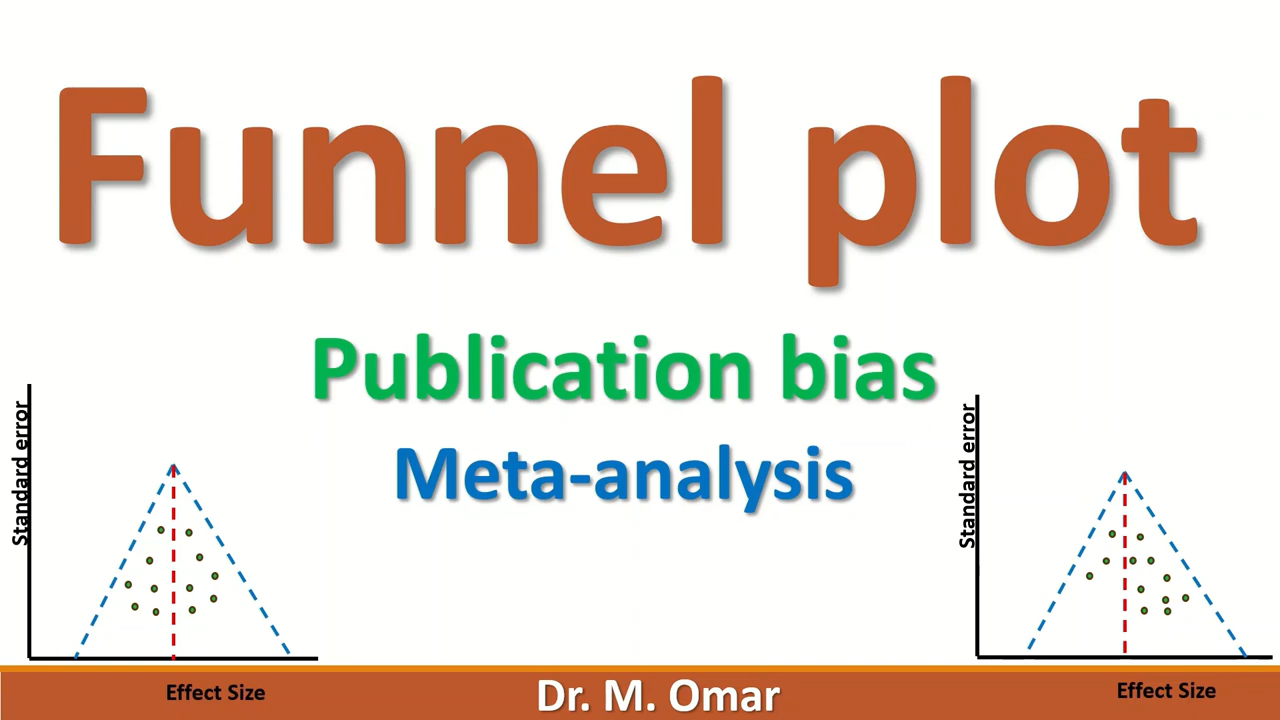 Funnel plot
Publication bias
Meta-analysis
Standard error
Effect Size
Standard error
Effect Size
Dr. M. Omar